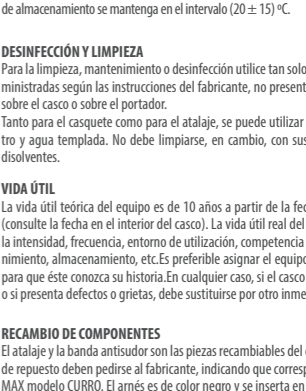 de almacenamiento se mantenga en el intervalo (20 ± 15) ºC.
DESINFECCIÓN Y LIMPIEZA
Para la limpieza, mantenimiento o desinfección utilice tan solo
ministradas según las instrucciones del fabricante, no present
sobre el casco o sobre el portador.
Tanto para el casquete como para el atalaje, se puede utilizar
tro y agua templada. No debe limpiarse, en cambio, con sus
disolventes.
VIDA ÚTIL
La vida útil teórica del equipo es de 10 años a partir de la fec
(consulte la fecha en el interior del casco). La vida útil real del
la intensidad, frecuencia, entorno de utilización, competencia
nimiento, almacenamiento, etc.Es preferible asignar el equipo
para que éste conozca su historia.En cualquier caso, si el casco
o si presenta defectos o grietas, debe sustituirse por otro inme
RECAMBIO DE COMPONENTES
El atalaje y la banda antisudor son las piezas recambiables del
de repuesto deben pedirse al fabricante, indicando que corresp
MAX modelo CURRO. El arnés es de color negro y se inserta en